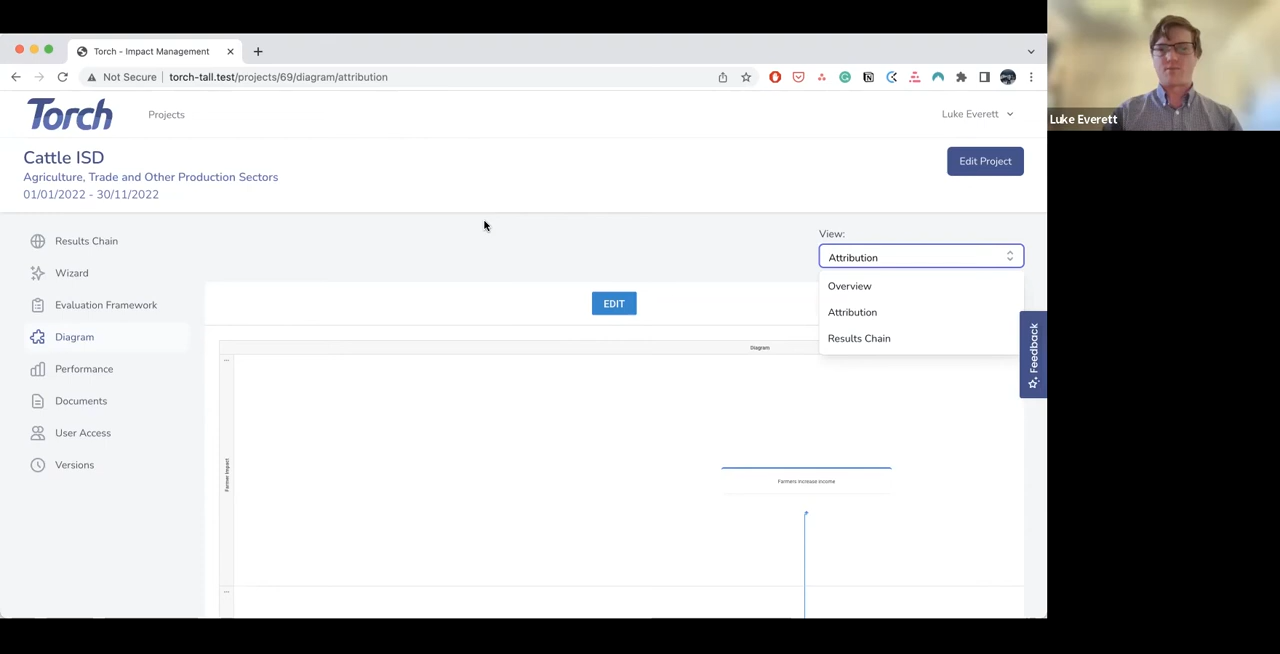 Torch - Impact Management
Not Secure
torch-tall.test/projects/69/diagram/attribution
Torch
Projects
Luke Everett
Luke Everett
Cattle ISD
Agriculture, Trade and Other Production Sectors
01/01/2022 - 30/11/2022
Edit Project
Results Chain
Wizard
Evaluation Framework
Diagram
Performance
Documents
User Access
Versions
View:
Attribution
Overview
Attribution
Results Chain
EDIT
Feedback
Diagram
Farmer Impact
Farmers increase income